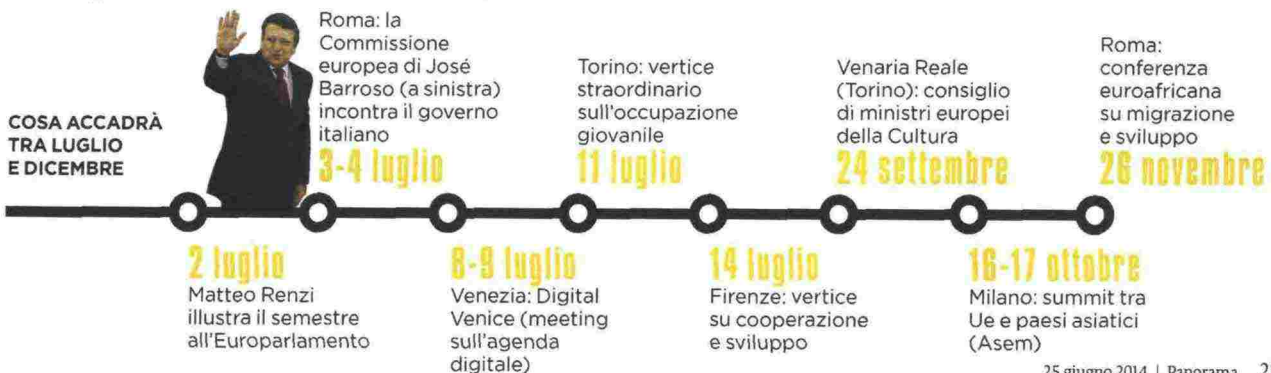 COSA ACCADRÀ
TRA LUGLIO
E DICEMBRE
2 luglio
Matteo Renzi
illustra il semestre
all'Europarlamento
Roma: la
Commissione
europea di José
Barroso (a sinistra)
incontra il governo
italiano
3-4 luglio
8-9 luglio
Venezia: Digital
Venice (meeting
sull'agenda
digitale)
Torino: vertice
straordinario
sull'occupazione
giovanile
11 luglio
14 luglio
Firenze: vertice
su cooperazione
e sviluppo
Venaria Reale
(Torino): consiglio
di ministri europei
della Cultura
24 settembre
16-17 ottobre
Milano: summit tra
Ue e paesi asiatici
(Asem)
Roma:
conferenza
euroafricana
su migrazione
e sviluppo
26 novembre
25 giugno 2014 | Panorama